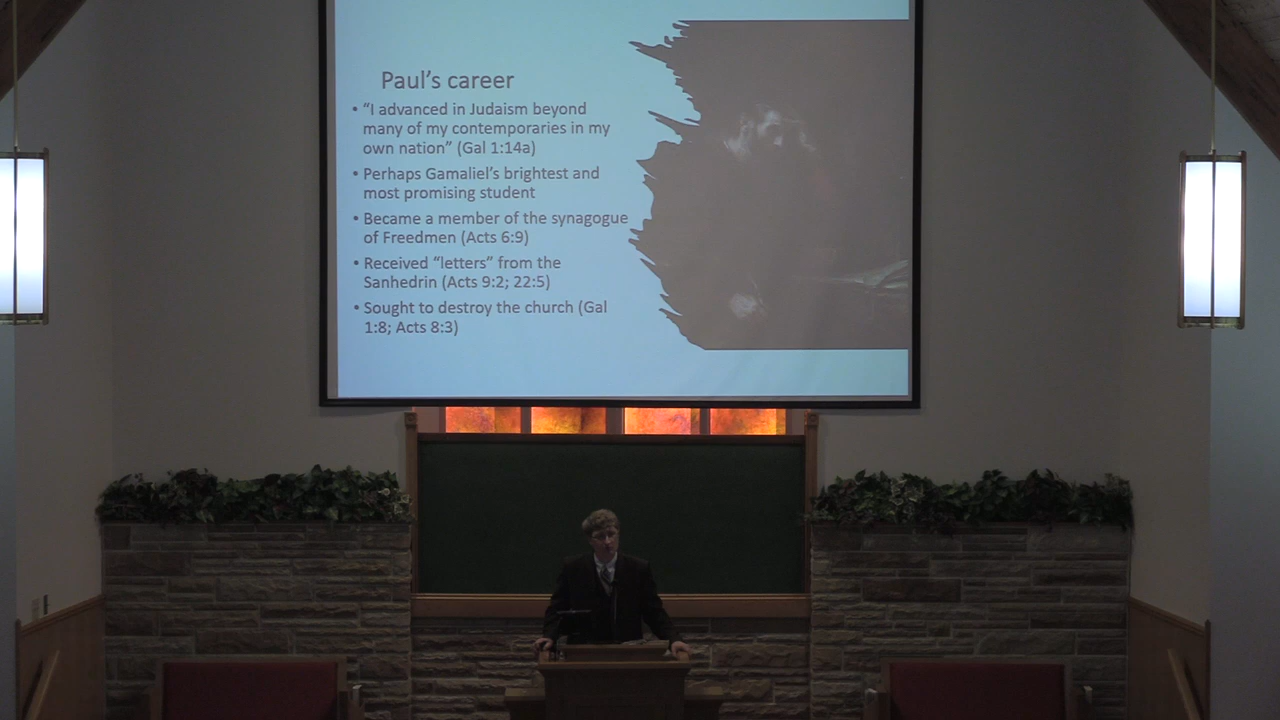 Paul's career
• "I advanced in Judaism beyond
many of my contemporaries in my
own nation" (Gal 1:14a)
• Perhaps Gamaliel's brightest and
most promising student
• Became a member of the synagogue
of Freedmen (Acts 6:9)
• Received "letters" from the
Sanhedrin (Acts 9:2; 22:5)
• Sought to destroy the church (Gal
1:8; Acts 8:3)